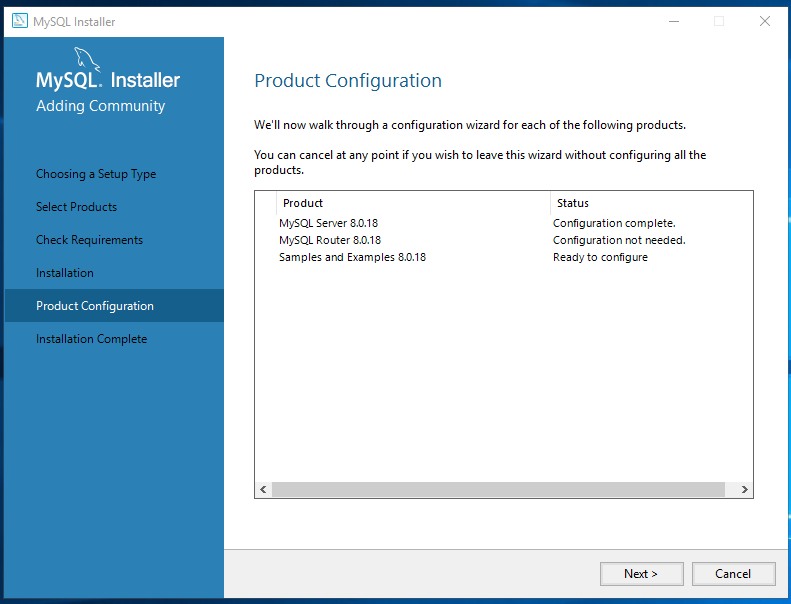 MySQL Installer
MySQL. Installer
Adding Community
Choosing a Setup Type
Select Products
Check Requirements
Installation
Product Configuration
Installation Complete
Product Configuration
We'll now walk through a configuration wizard for each of the following products.
You can cancel at any point if you wish to leave this wizard without configuring all the
products.
Product Status
MySQL Server 8.0.18 Configuration complete.
MySQL Router 8.0.18 Configuration not needed.
Samples and Examples 8.0.18 Ready to configure
Next > Cancel